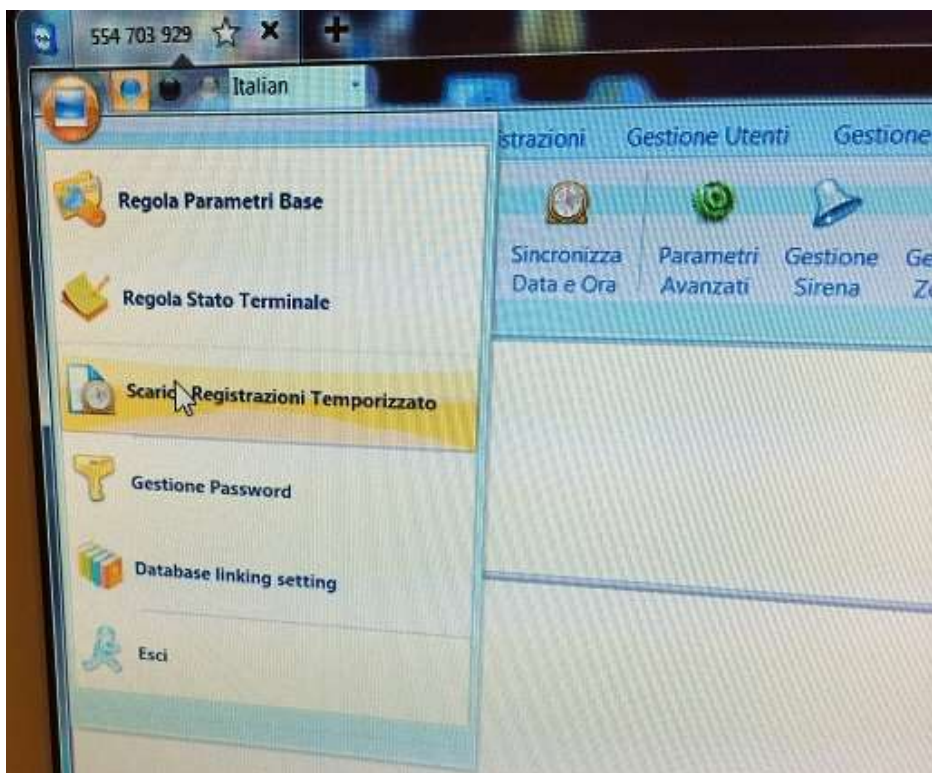 554 703 929
Italian
strazioni Gestione Utenti Gestione
Sincronizza Data e Ora
Parametri Avanzati
Gestione Sirena
Ge
Regola Parametri Base
Regola Stato Terminale
Registrazioni Temporizzato
Gestione Password
Database linking setting
Esci